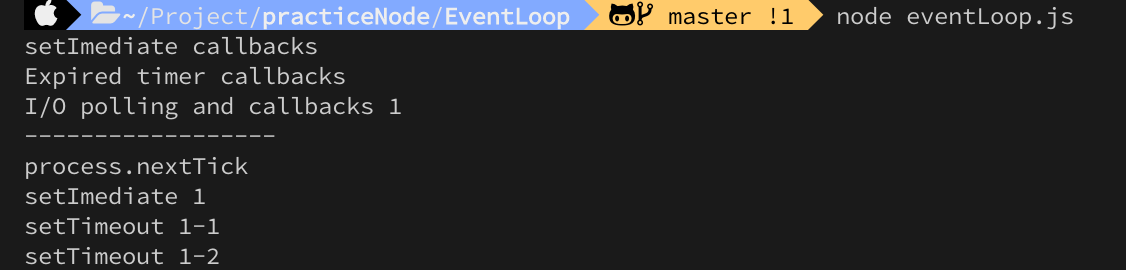 ~/Project/practiceNode/EventLoop master !1 node eventLoop.js
setImediate callbacks
Expired timer callbacks
I/O polling and callbacks 1
------------------
process.nextTick
setImediate 1
setTimeout 1-1
setTimeout 1-2